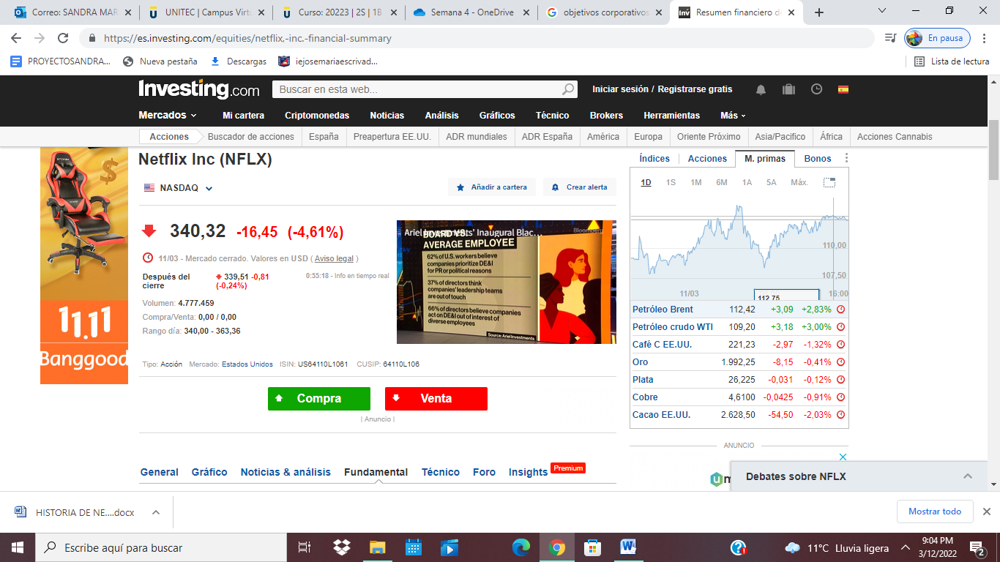 Correo: SANDRA MAR
UNITEC | Campus Virtu
Curso: 20223 | 2S | 1B
Semana 4 - OneDrive
objetivos corporativos
Resumen financiero d
https://es.investing.com/equities/netflix,-inc.-financial-summary
En pausa
PROYECTOSANDRA...
Nueva pestaña
Descargas
iejosemariaescrivad...
Lista de lectura
Investing.com
Buscar en esta web...
Iniciar sesión / Registrarse gratis
Mercados
Mi cartera
Criptomonedas
Noticias
Análisis
Gráficos
Técnico
Brokers
Herramientas
Más
Acciones
Buscador de acciones
España
Preapertura EE.UU.
ADR mundiales
ADR España
América
Europa
Oriente Próximo
Asia/Pacifico
África
Acciones Cannabis
$
11.11
Banggood
Netflix Inc (NFLX)
NASDAQ
Añadir a cartera
Crear alerta
340,32 -16,45 (-4,61%)
11/03 - Mercado cerrado. Valores en USD ( Aviso legal )
Después del cierre
339,51 -0,81 (-0,24%)
0:55:18 - Info en tiempo real
Volumen: 4.777.459
Compra/Venta: 0,00 / 0,00
Rango día: 340,00 - 363,36
Ariel Investments' Inaugural Blac...
Bloomberg
BOARD VS.
AVERAGE EMPLOYEE
62% of U.S. workers believe
companies prioritize DE&I
for PR or political reasons
37% of directors think
companies' leadership teams
are out of touch
66% of directors believe companies
act on DE&I out of interest of
diverse employees
Source: Ariel Investments
Tipo: Acción Mercado: Estados Unidos ISIN: US64110L1061 CUSIP: 64110L106
Compra
Venta
| Anuncio |
General
Gráfico
Noticias & análisis
Fundamental
Técnico
Foro
Insights
Premium
Índices
Acciones
M. primas
Bonos
1D 1S 1M 6M 1A 5A Máx.
110,00
107,50
11/03
112,75
16:00
Petróleo Brent 112,42 +3,09 +2,83%
Petróleo crudo WTI 109,20 +3,18 +3,00%
Café C EE.UU. 221,23 -2,97 -1,32%
Oro 1.992,25 -8,15 -0,41%
Plata 26,225 -0,031 -0,12%
Cobre 4,6100 -0,0425 -0,91%
Cacao EE.UU. 2.628,50 -54,50 -2,03%
ANUNCIO
Debates sobre NFLX
HISTORIA DE NE....docx
Mostrar todo
Escribe aquí para buscar
11°C Lluvia ligera
9:04 PM
3/12/2022
2